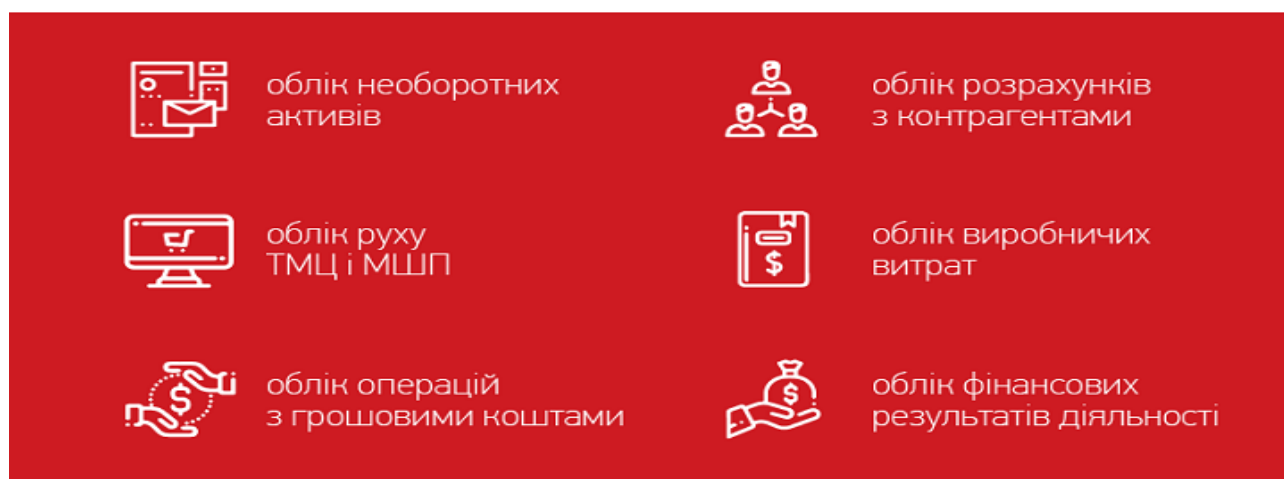 облік необоротних
активів
облік розрахунків
з контрагентами
облік руху
ТМЦ і МШП
облік виробничих
витрат
облік операцій
з грошовими коштами
облік фінансових
результатів діяльності